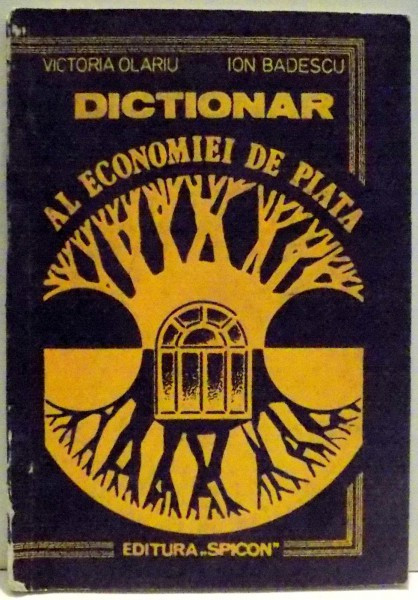 VICTORIA OLARIU ION BADESCU
DICTIONAR
AL ECONOMIEI DE PIATA
EDITURA „SPICON"